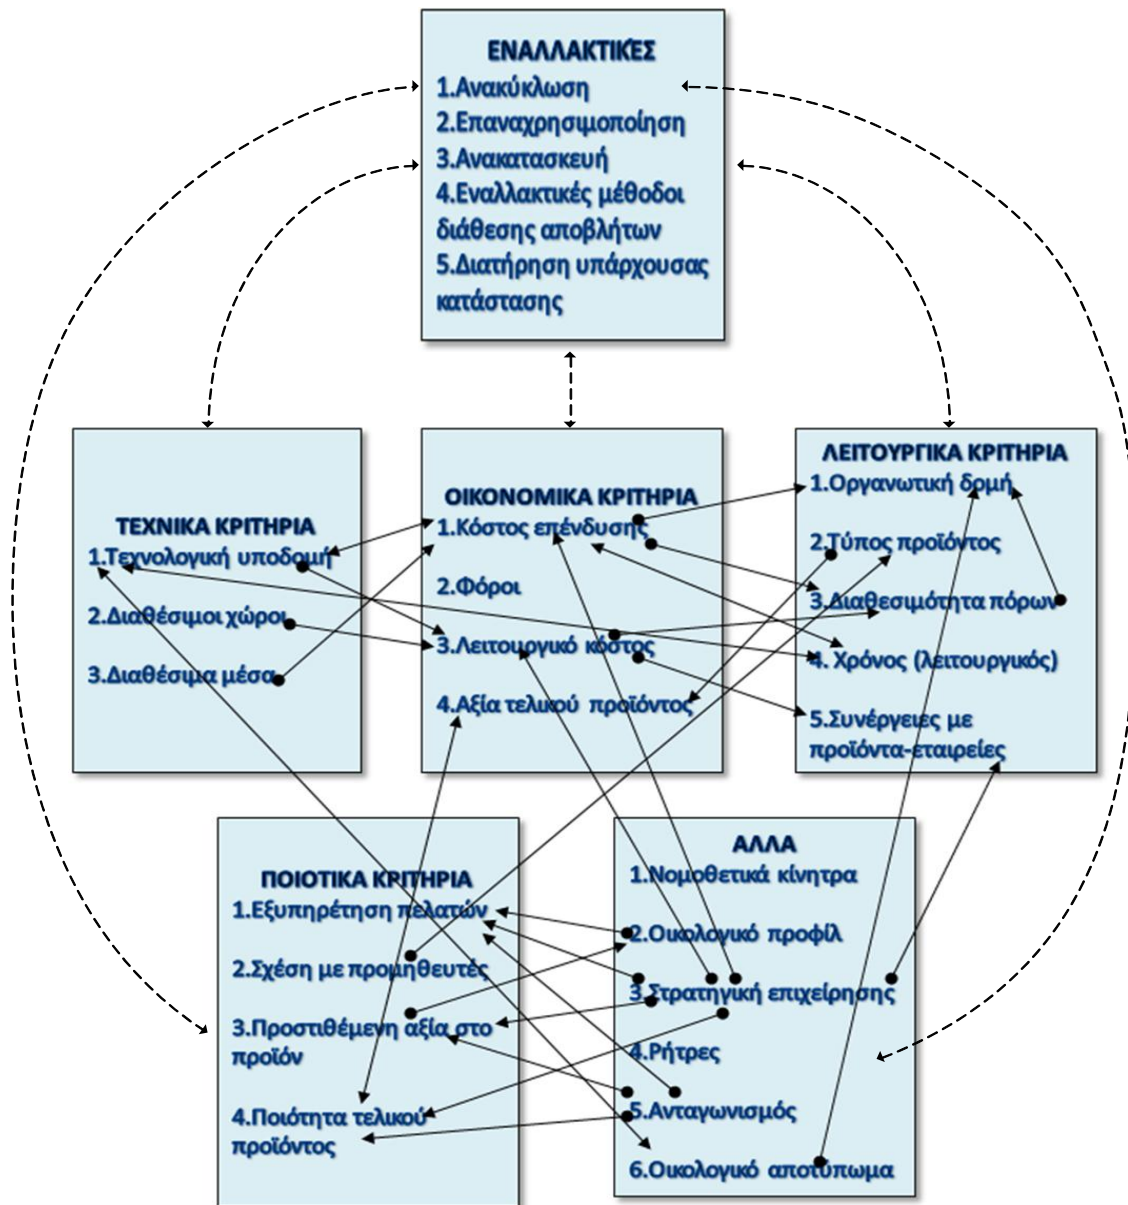 ΕΝΑΛΛΑΚΤΙΚΈΣ
1.Ανακύκλωση
2.Επαναχρησιμοποίηση
3.Ανακατασκευή
4.Εναλλακτικές μέθοδοι
διάθεσης αποβλήτων
5.Διατήρηση υπάρχουσας
κατάστασης
ΤΕΧΝΙΚΑ ΚΡΙΤΗΡΙΑ
1.Τεχνολογική υποδομή
2.Διαθέσιμοι χώροι
3.Διαθέσιμα μέσα
ΟΙΚΟΝΟΜΙΚΑ ΚΡΙΤΗΡΙΑ
1.Κόστος επένδυσης
2.Φόροι
3.Λειτουργικό κόστος
4.Αξία τελικού προϊόντος
ΛΕΙΤΟΥΡΓΙΚΑ ΚΡΙΤΗΡΙΑ
1.Οργανωτική δομή
2.Τύπος προϊόντος
3.Διαθεσιμότητα πόρων
4. Χρόνος (λειτουργικός)
5.Συνέργειες με
προϊόντα-εταιρείες
ΠΟΙΟΤΙΚΑ ΚΡΙΤΗΡΙΑ
1.Εξυπηρέτηση πελατών
2.Σχέση με προμηθευτές
3.Προστιθέμενη αξία στο
προϊόν
4.Ποιότητα τελικού
προϊόντος
ΑΛΛΑ
1.Νομοθετικά κίνητρα
2.Οικολογικό προφίλ
3.Στρατηγική επιχείρησης
4.Ρήτρες
5.Ανταγωνισμός
6.Οικολογικό αποτύπωμα